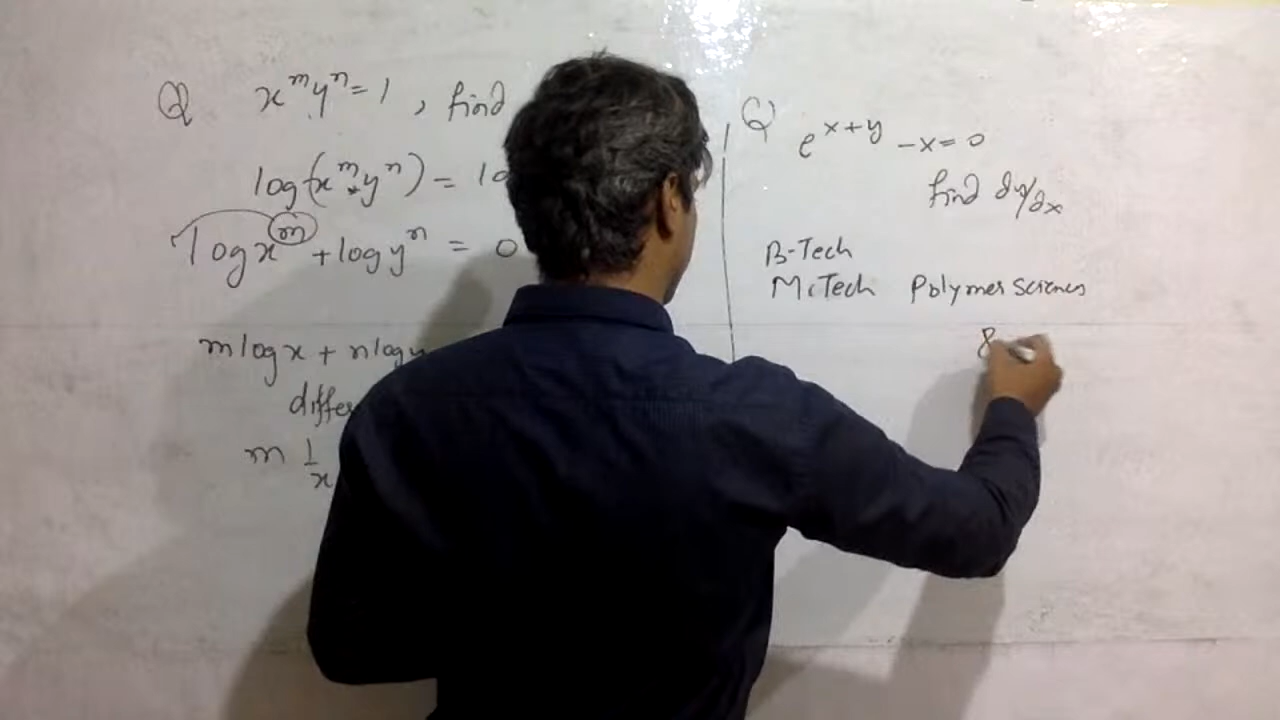 Q x^m y^n = 1, find
log(x^m · y^n) = lo
log x^m + log y^n = 0
m log x + n log y
differ
m 1/x
Q e^{x+y} - x = 0
find dy/dx
B-Tech
M.Tech Polymer Sciences
8